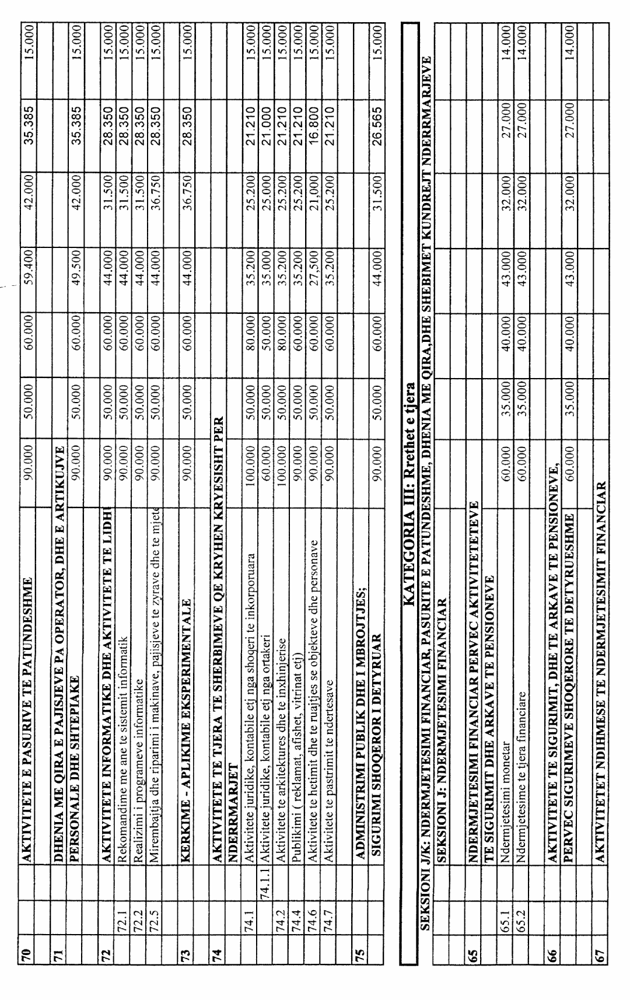 70 AKTIVITETE E PASURIVE TE PATUNDESHME 90.000 50.000 60.000 59.400 42.000 35.385 15.000
71 DHENIA ME QIRA E PAJISJEVE PA OPERATOR, DHE E ARTIKUJVE
PERSONALE DHE SHTEPIAKE 90.000 50.000 60.000 49.500 42.000 35.385 15.000
72 AKTIVITETE INFORMATIKE DHE AKTIVITETE TE LIDHU 90.000 50.000 60.000 44.000 31.500 28.350 15.000
72.1 Rekomandime me ane te sistemit informatik 90.000 50.000 60.000 44.000 31.500 28.350 15.000
72.2 Realizimi i programeve informatike 90.000 50.000 60.000 44.000 31.500 28.350 15.000
72.5 Mirembajtja dhe riparimi i makinave, pajisjeve te zyrave dhe te mjete 90.000 50.000 60.000 44.000 36.750 28.350 15.000
73 KERKIME - APLIKIME EKSPERIMENTALE 90.000 50.000 60.000 44.000 36.750 28.350 15.000
74 AKTIVITETE TE TJERA TE SHERBIMEVE QE KRYHEN KRYESISHT PER
NDERRMARJET
74.1 Aktivitete juridike, kontabile etj nga shoqeri te inkorporuara 100.000 50.000 80.000 35.200 25.200 21.210 15.000
74.1.1 Aktivitete juridike, kontabile etj nga ortakeri 60.000 50.000 50.000 35.000 25.000 21.000 15.000
74.2 Aktivitete te arkitektures dhe te inxhinjerise 100.000 50.000 80.000 35.200 25.200 21.210 15.000
74.4 Publikimi ( reklamat, afishet, vitrinat etj) 90.000 50.000 60.000 35.200 25.200 21.210 15.000
74.6 Aktivitete te hetimit dhe te ruajtjes se objekteve dhe personave 90.000 50.000 60.000 27,500 21,000 16.800 15.000
74.7 Aktivitete te pastrimit te ndertesave 90.000 50.000 60.000 35.200 25.200 21.210 15.000
75 ADMINISTRIMI PUBLIK DHE I MBROJTJES;
SIGURIMI SHOQEROR I DETYRUAR 90.000 50.000 60.000 44.000 31.500 26.565 15.000
KATEGORIA III: Rrethet e tjera
SEKSIONI J/K: NDERMJETESIMI FINANCIAR, PASURITE E PATUNDESHME, DHENIA ME QIRA,DHE SHEBIMET KUNDREJT NDERRMARJEVE
SEKSIONI J: NDERMJETESIMI FINANCIAR
65 NDERMJETESIMI FINANCIAR PERVEC AKTIVITETETEVE
TE SIGURIMIT DHE ARKAVE TE PENSIONEVE
65.1 Ndermjetesimi monetar 60.000 35.000 40.000 43.000 32.000 27.000 14.000
65.2 Ndermjetesime te tjera financiare 60.000 35.000 40.000 43.000 32.000 27.000 14.000
66 AKTIVITETE TE SIGURIMIT, DHE TE ARKAVE TE PENSIONEVE,
PERVEC SIGURIMEVE SHOQERORE TE DETYRUESHME 60.000 35.000 40.000 43.000 32.000 27.000 14.000
67 AKTIVITETET NDIHMESE TE NDERMJETESIMIT FINANCIAR